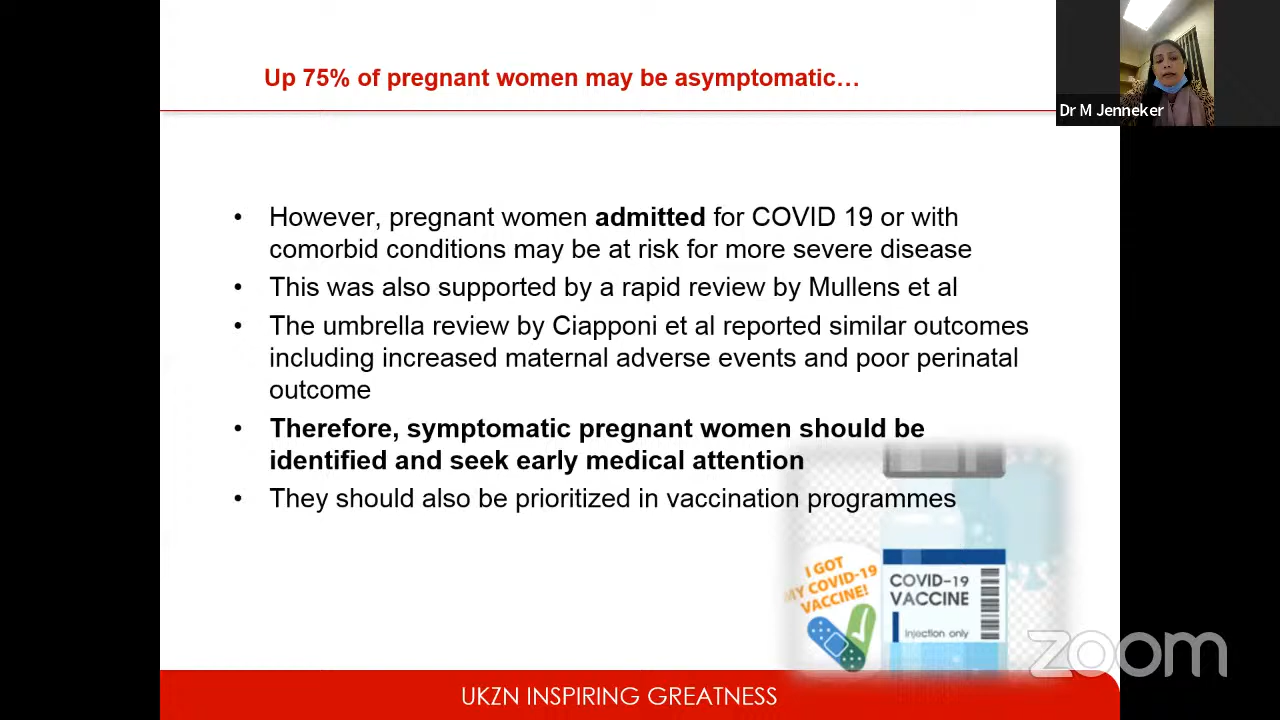 Up 75% of pregnant women may be asymptomatic…
Dr M Jenneker
• However, pregnant women admitted for COVID 19 or with
comorbid conditions may be at risk for more severe disease
• This was also supported by a rapid review by Mullens et al
• The umbrella review by Ciapponi et al reported similar outcomes
including increased maternal adverse events and poor perinatal
outcome
• Therefore, symptomatic pregnant women should be
identified and seek early medical attention
• They should also be prioritized in vaccination programmes
I GOT
MY COVID-19
VACCINE!
COVID-19
VACCINE
Injection only
zoom
UKZN INSPIRING GREATNESS